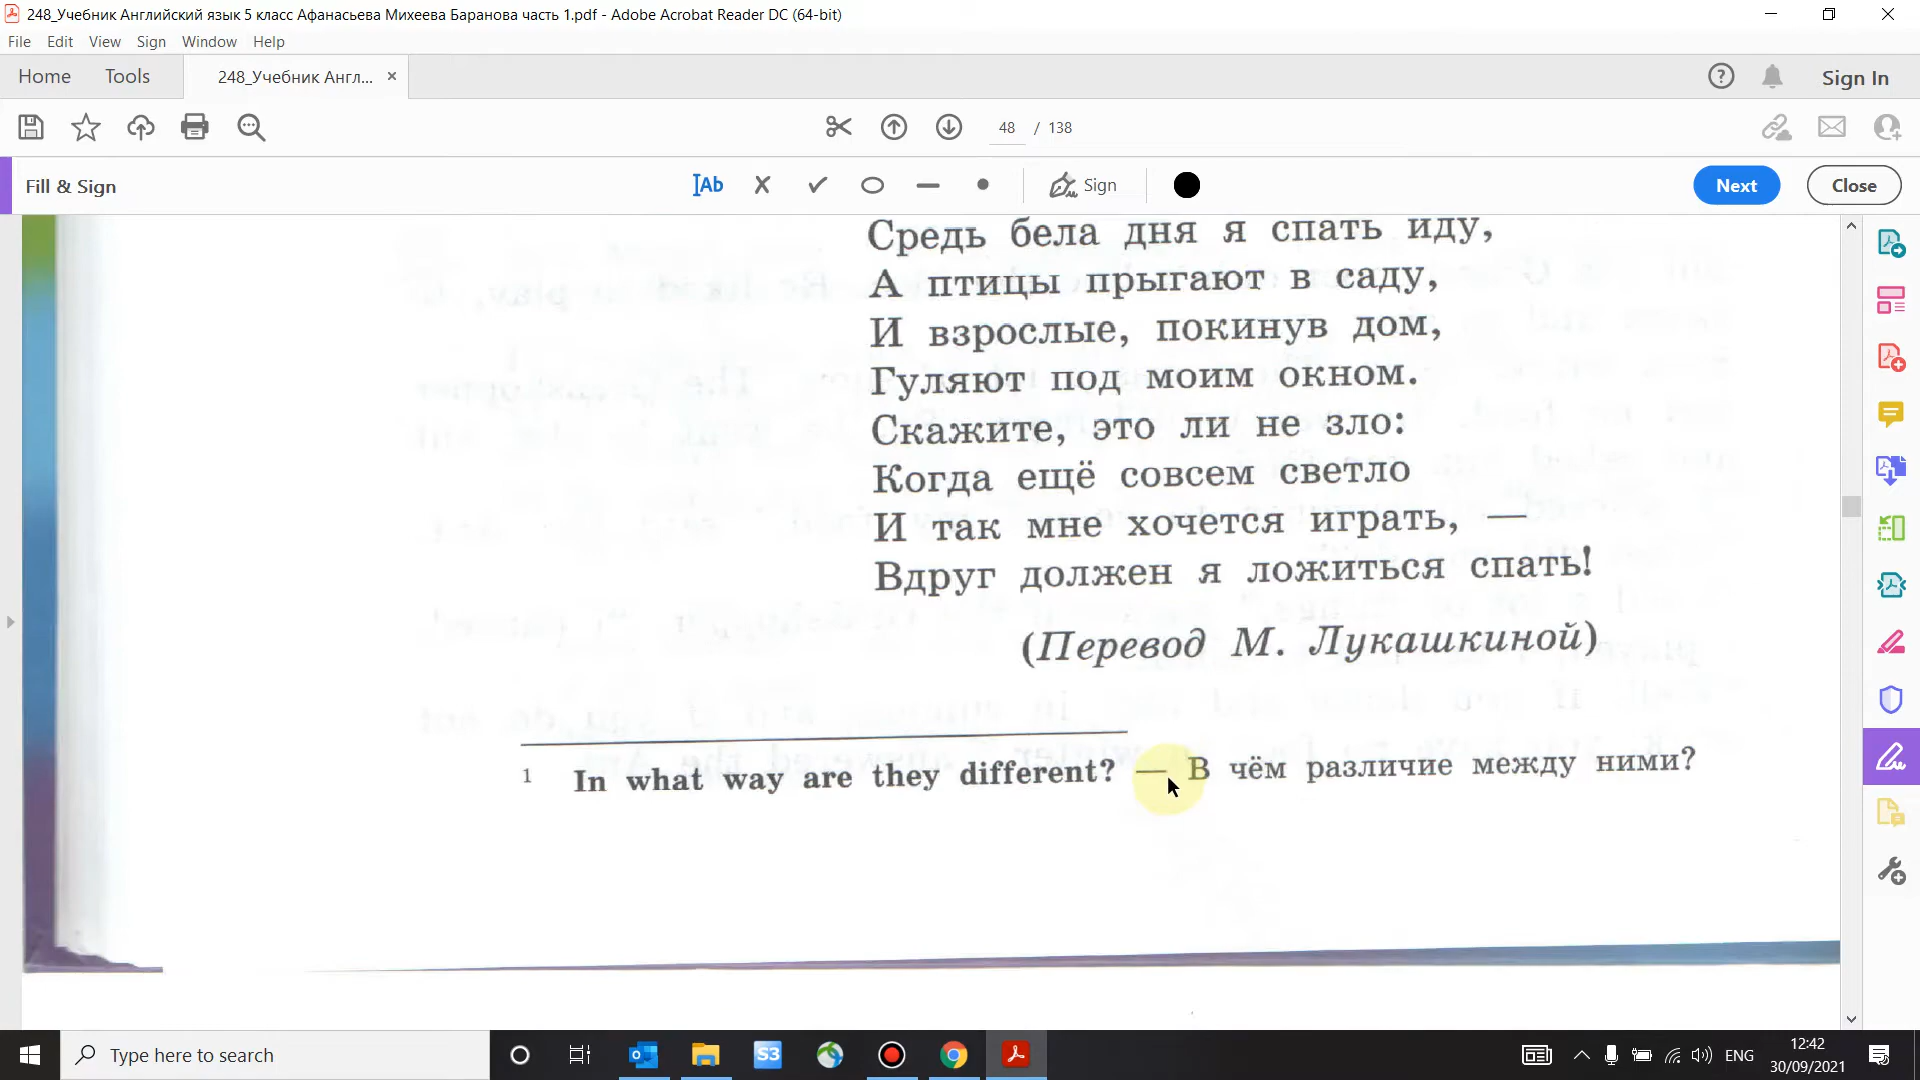 248_Учебник Английский язык 5 класс Афанасьева Михеева Баранова часть 1.pdf - Adobe Acrobat Reader DC (64-bit)
File Edit View Sign Window Help
Home Tools 248_Учебник Англ... Sign In
48 / 138
Fill & Sign Ab Sign Next Close
Средь бела дня я спать иду,
А птицы прыгают в саду,
И взрослые, покинув дом,
Гуляют под моим окном.
Скажите, это ли не зло:
Когда ещё совсем светло
И так мне хочется играть, —
Вдруг должен я ложиться спать!
(Перевод М. Лукашкиной)
1 In what way are they different? — В чём различие между ними?
Type here to search S3 ENG 12:42
30/09/2021